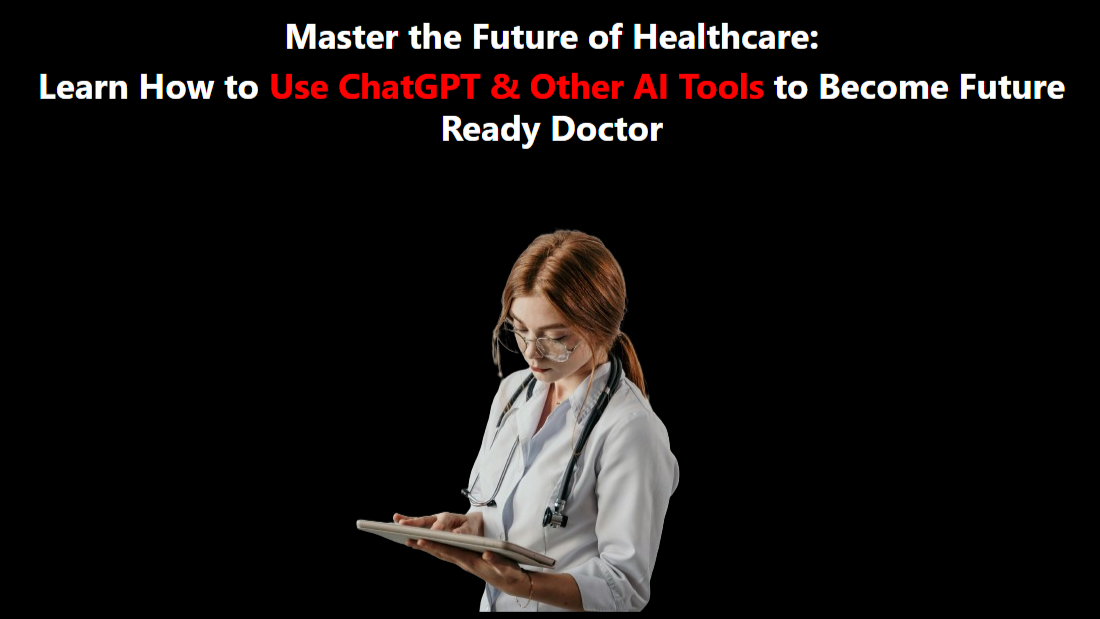 Master the Future of Healthcare:
Learn How to Use ChatGPT & Other AI Tools to Become Future
Ready Doctor